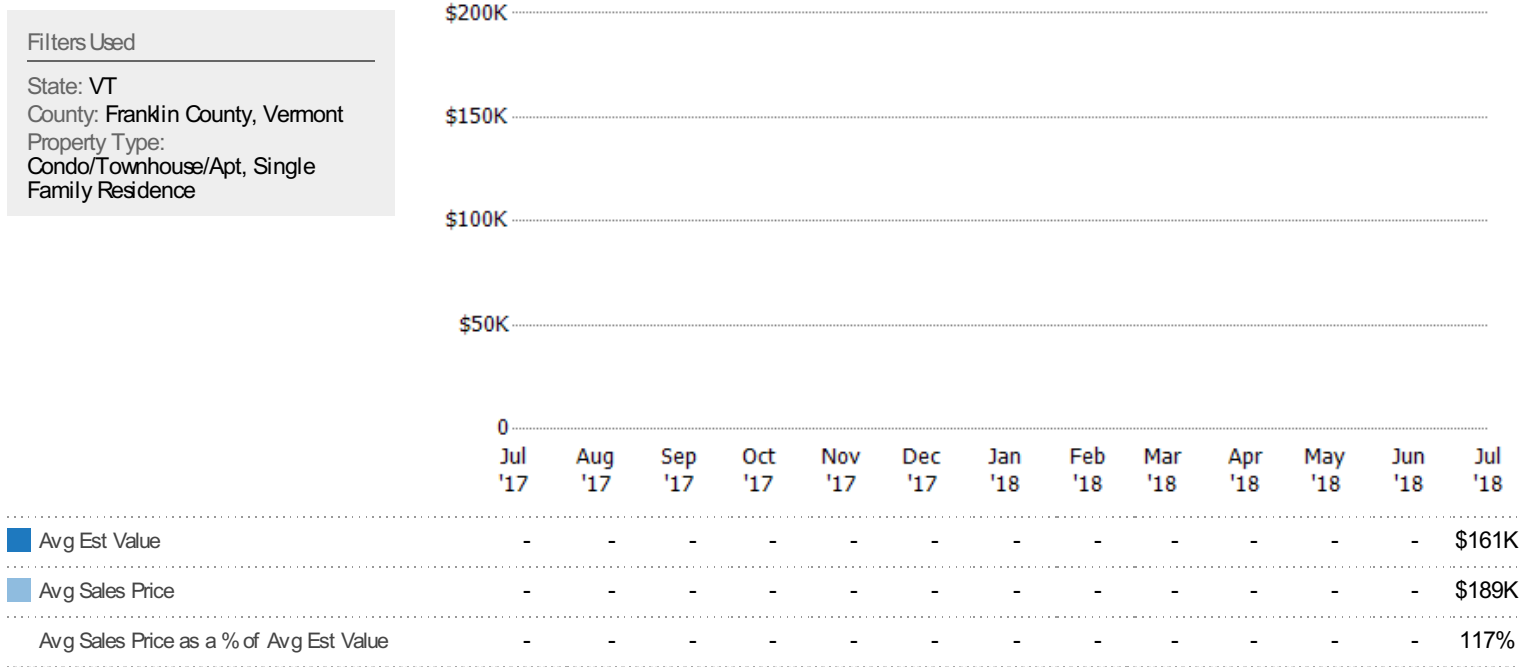 Filters Used
State: VT
County: Franklin County, Vermont
Property Type:
Condo/Townhouse/Apt, Single
Family Residence
$200K
$150K
$100K
$50K
0
Jul Aug Sep Oct Nov Dec Jan Feb Mar Apr May Jun Jul
'17 '17 '17 '17 '17 '17 '18 '18 '18 '18 '18 '18 '18
Avg Est Value - - - - - - - - - - - - $161K
Avg Sales Price - - - - - - - - - - - - $189K
Avg Sales Price as a % of Avg Est Value - - - - - - - - - - - - 117%